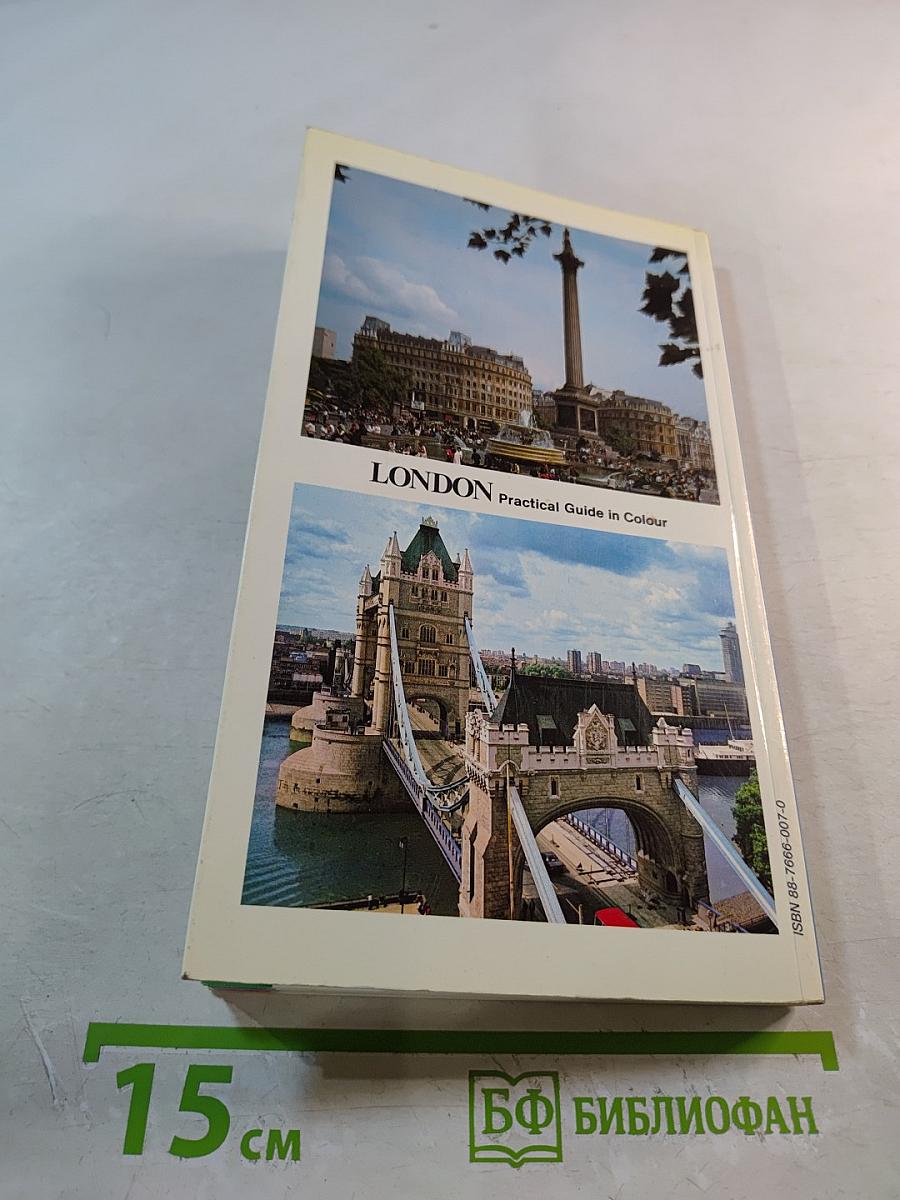 LONDON Practical Guide in Colour
ISBN 88-7666-007-0
15 см
БФ БИБЛИОФАН